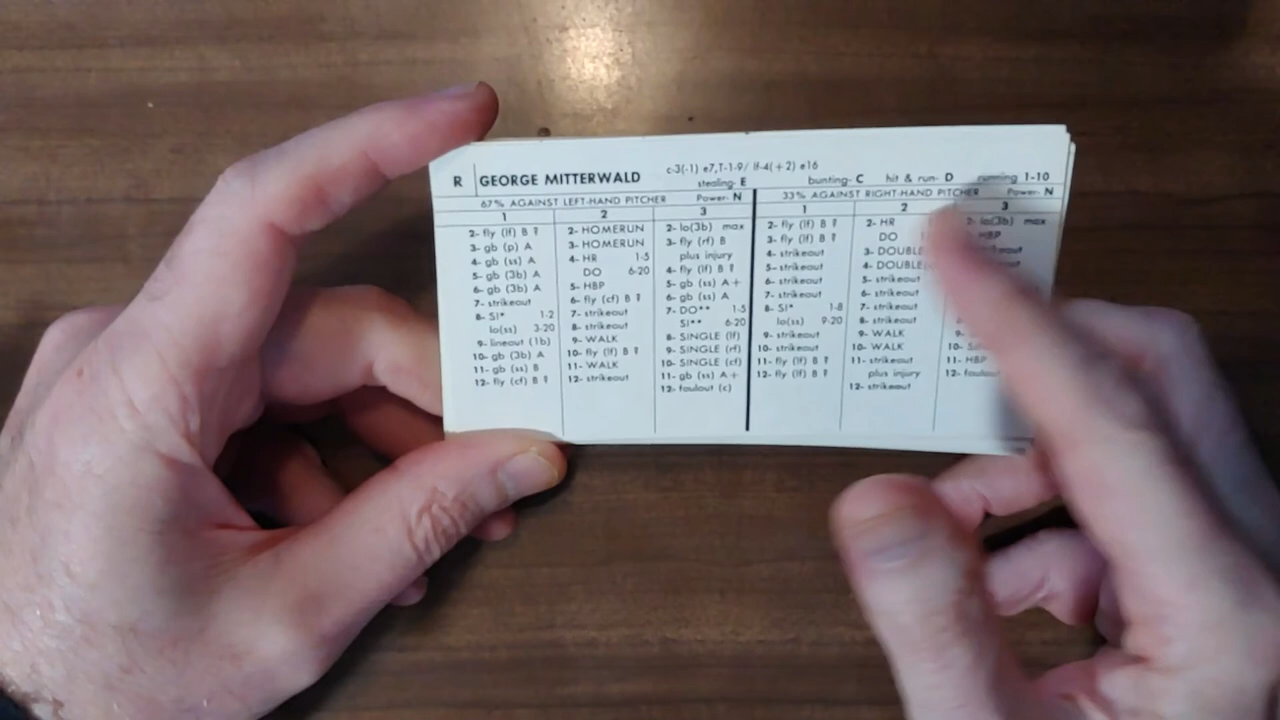 R GEORGE MITTERWALD c-3(-1) e7,T-1-9/ lf-4(+2) e16
stealing- E bunting- C hit & run- D running 1-10
67% AGAINST LEFT-HAND PITCHER Power- N
1 2 3
2- fly (lf) B ?
3- gb (p) A
4- gb (ss) A
5- gb (3b) A
6- gb (3b) A
7- strikeout
8- SI* 1-2
lo(ss) 3-20
9- lineout (1b)
10- gb (3b) A
11- gb (ss) B
12- fly (cf) B ?
2- HOMERUN
3- HOMERUN
4- HR 1-5
DO 6-20
5- HBP
6- fly (cf) B ?
7- strikeout
8- strikeout
9- WALK
10- fly (lf) B ?
11- WALK
12- strikeout
2- lo(3b) max
3- fly (rf) B
plus injury
4- fly (lf) B ?
5- gb (ss) A+
6- gb (ss) A
7- DO** 1-5
SI** 6-20
8- SINGLE (lf)
9- SINGLE (rf)
10- SINGLE (cf)
11- gb (ss) A+
12- foulout (c)
33% AGAINST RIGHT-HAND PITCHER Power- N
1 2 3
2- fly (lf) B ?
3- fly (lf) B ?
4- strikeout
5- strikeout
6- strikeout
7- strikeout
8- SI* 1-8
lo(ss) 9-20
9- strikeout
10- strikeout
11- fly (lf) B ?
12- fly (lf) B ?
2- HR
DO
3- DOUBLE
4- DOUBLE
5- strikeout
6- strikeout
7- strikeout
8- strikeout
9- WALK
10- WALK
11- strikeout
plus injury
12- strikeout
2- lo(3b) max
HBP
9-
10-
11- HBP
12-